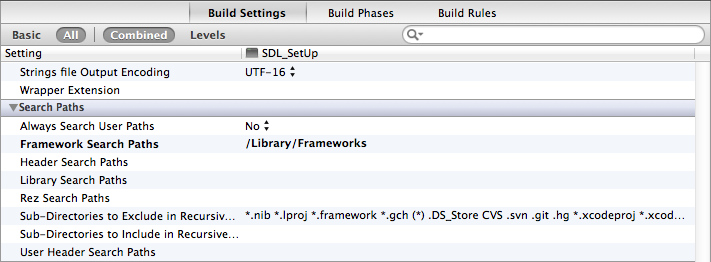 Build Settings Build Phases Build Rules
Basic All Combined Levels
Setting SDL_SetUp
Strings file Output Encoding UTF-16
Wrapper Extension
Search Paths
Always Search User Paths No
Framework Search Paths /Library/Frameworks
Header Search Paths
Library Search Paths
Rez Search Paths
Sub-Directories to Exclude in Recursiv... *.nib *.lproj *.framework *.gch (*) .DS_Store CVS .svn .git .hg *.xcodeproj *.xcod...
Sub-Directories to Include in Recursive...
User Header Search Paths